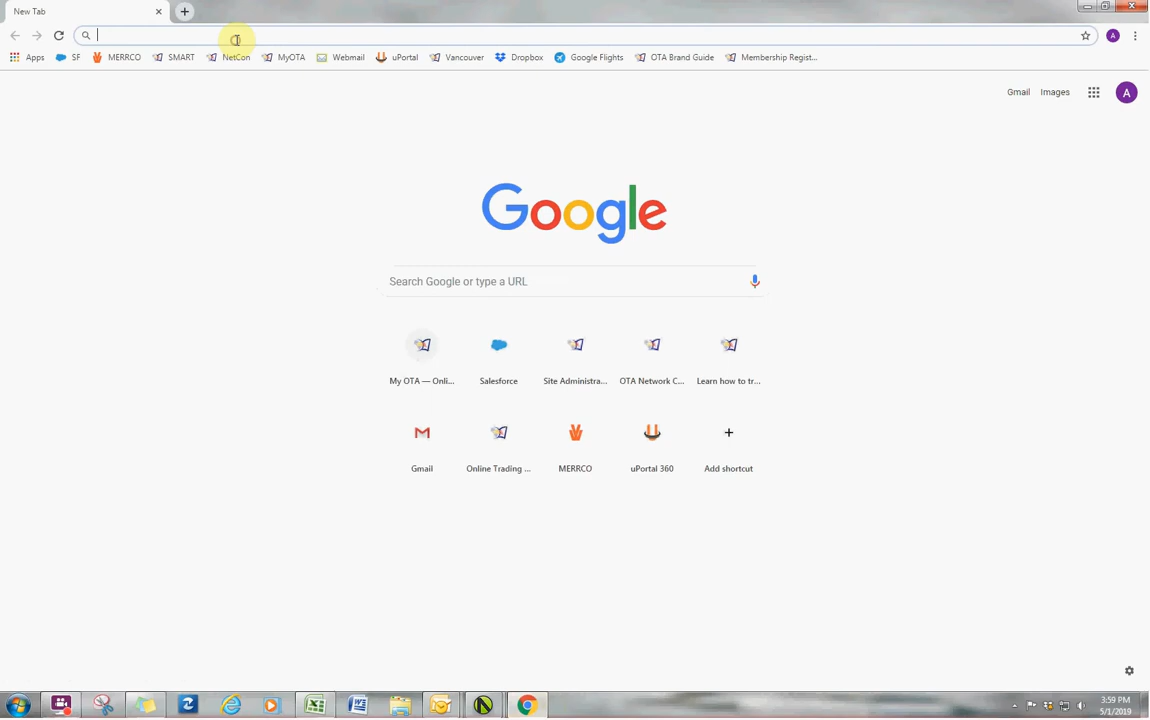 New Tab
Apps SF MERRCO SMART NetCon MyOTA Webmail uPortal Vancouver Dropbox Google Flights OTA Brand Guide Membership Regist...
Gmail Images A
A
Google
Search Google or type a URL
My OTA — Onli... Salesforce Site Administra... OTA Network C... Learn how to tr...
Gmail Online Trading ... MERRCO uPortal 360 Add shortcut
3:59 PM
5/1/2019